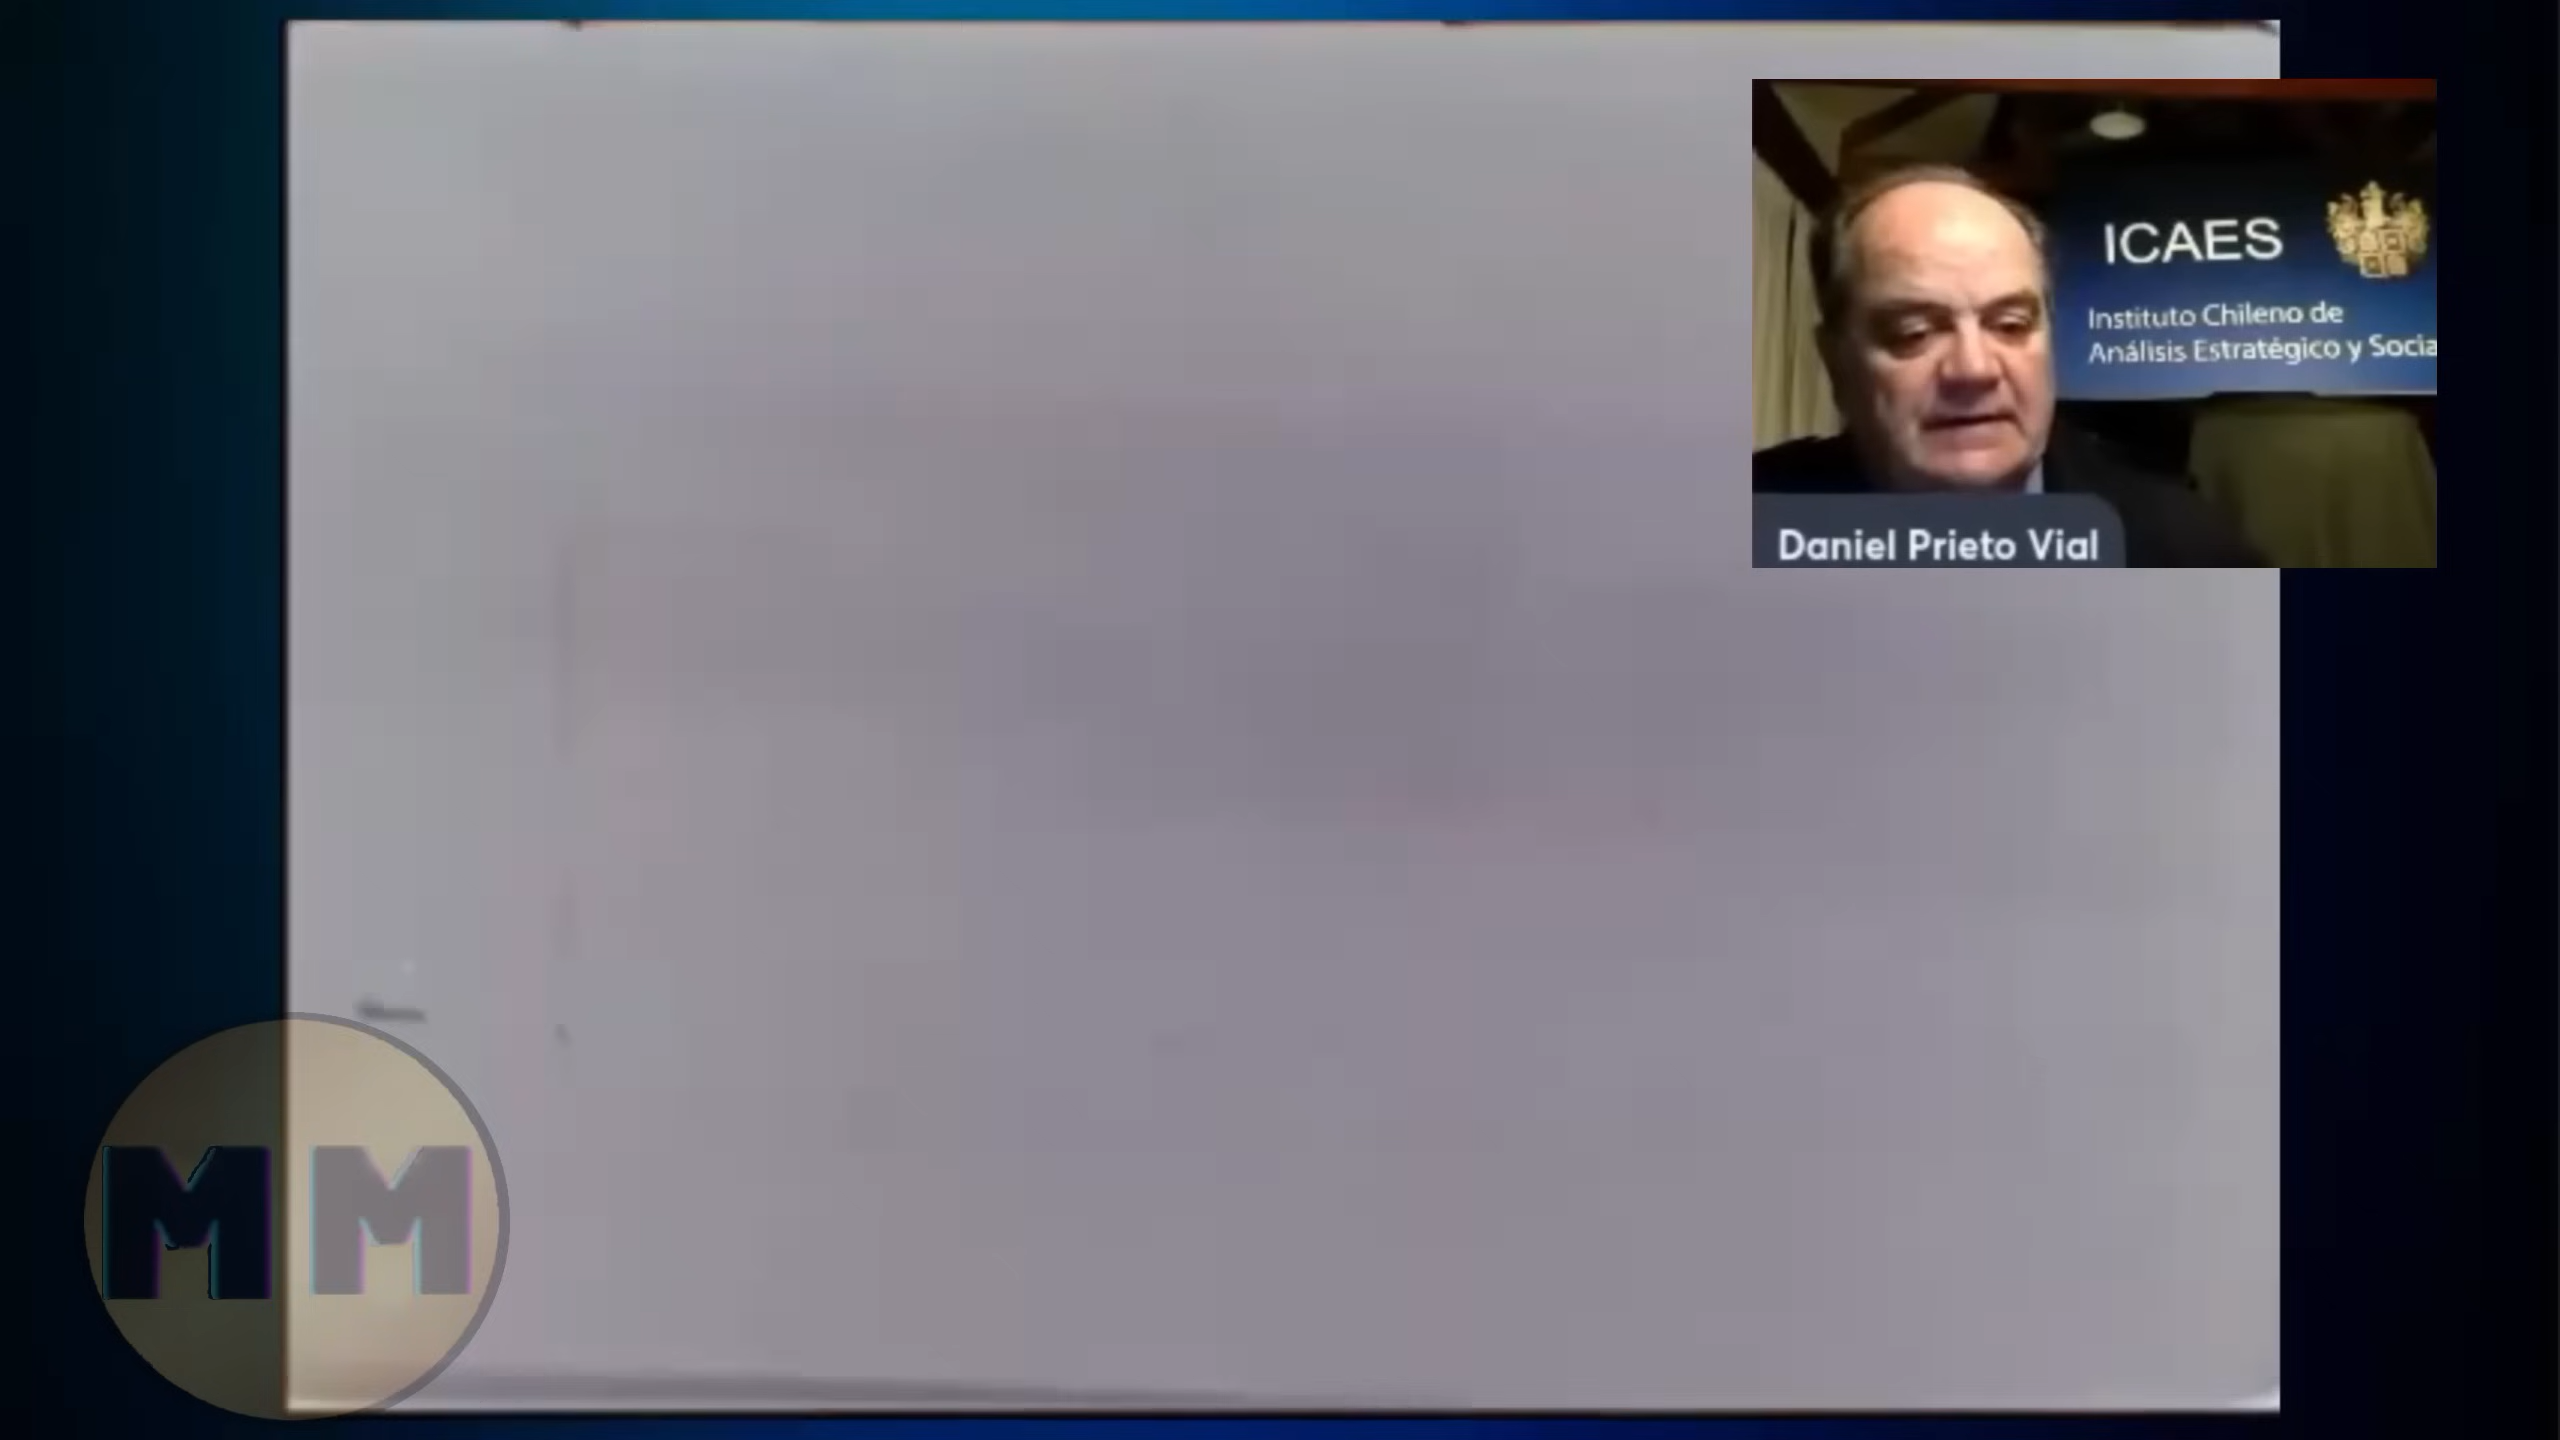 ICAES
Instituto Chileno de
Análisis Estratégico y Socia
Daniel Prieto Vial
MM